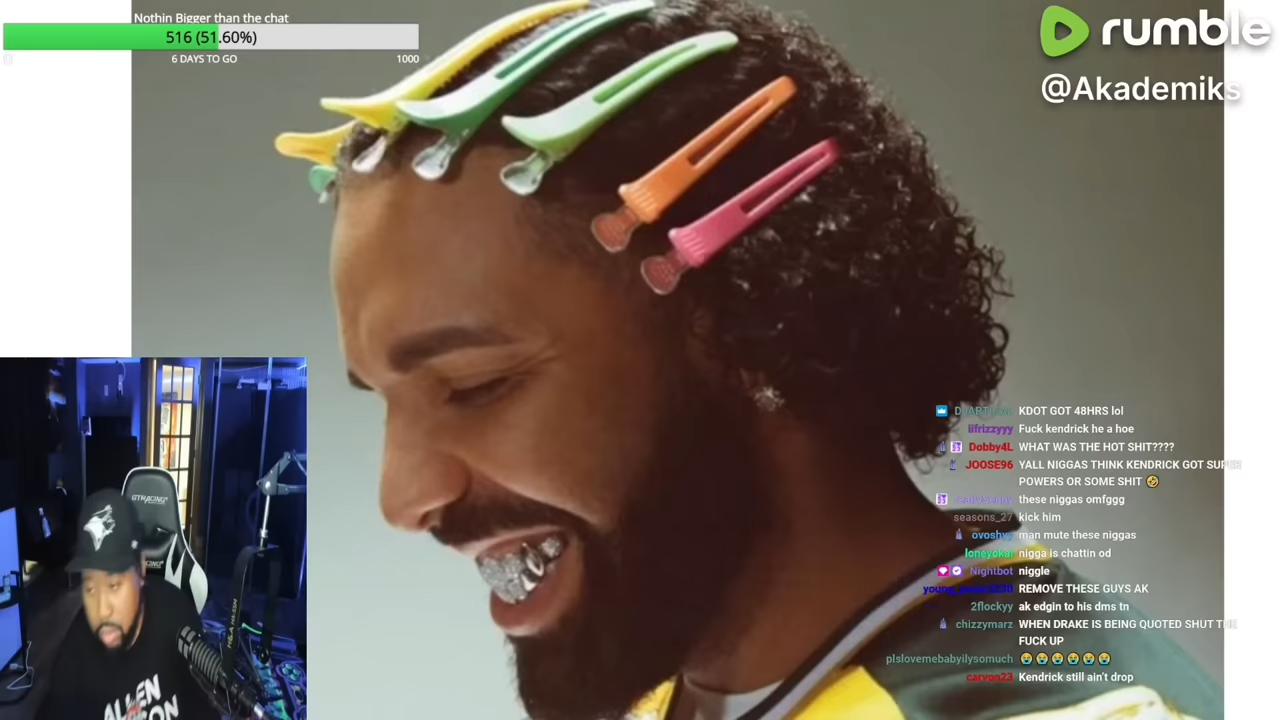 Nothin Bigger than the chat
516 (51.60%)
6 DAYS TO GO
1000
rumble
@Akademiks
KDOT GOT 48HRS lol
lifrizzyyy Fuck kendrick he a hoe
Dobby4L WHAT WAS THE HOT SHIT????
JOOSE96 YALL NIGGAS THINK KENDRICK GOT SUPER
POWERS OR SOME SHIT 🤣
these niggas omfggg
seasons_27 kick him
man mute these niggas
loneyokai nigga is chattin od
Nightbot niggle
REMOVE THESE GUYS AK
2flockyy ak edgin to his dms tn
chizzymarz WHEN DRAKE IS BEING QUOTED SHUT THE
FUCK UP
plslovemebabyilysomuch 😭😭😭😭😭😭
carvon23 Kendrick still ain't drop
GTRACING